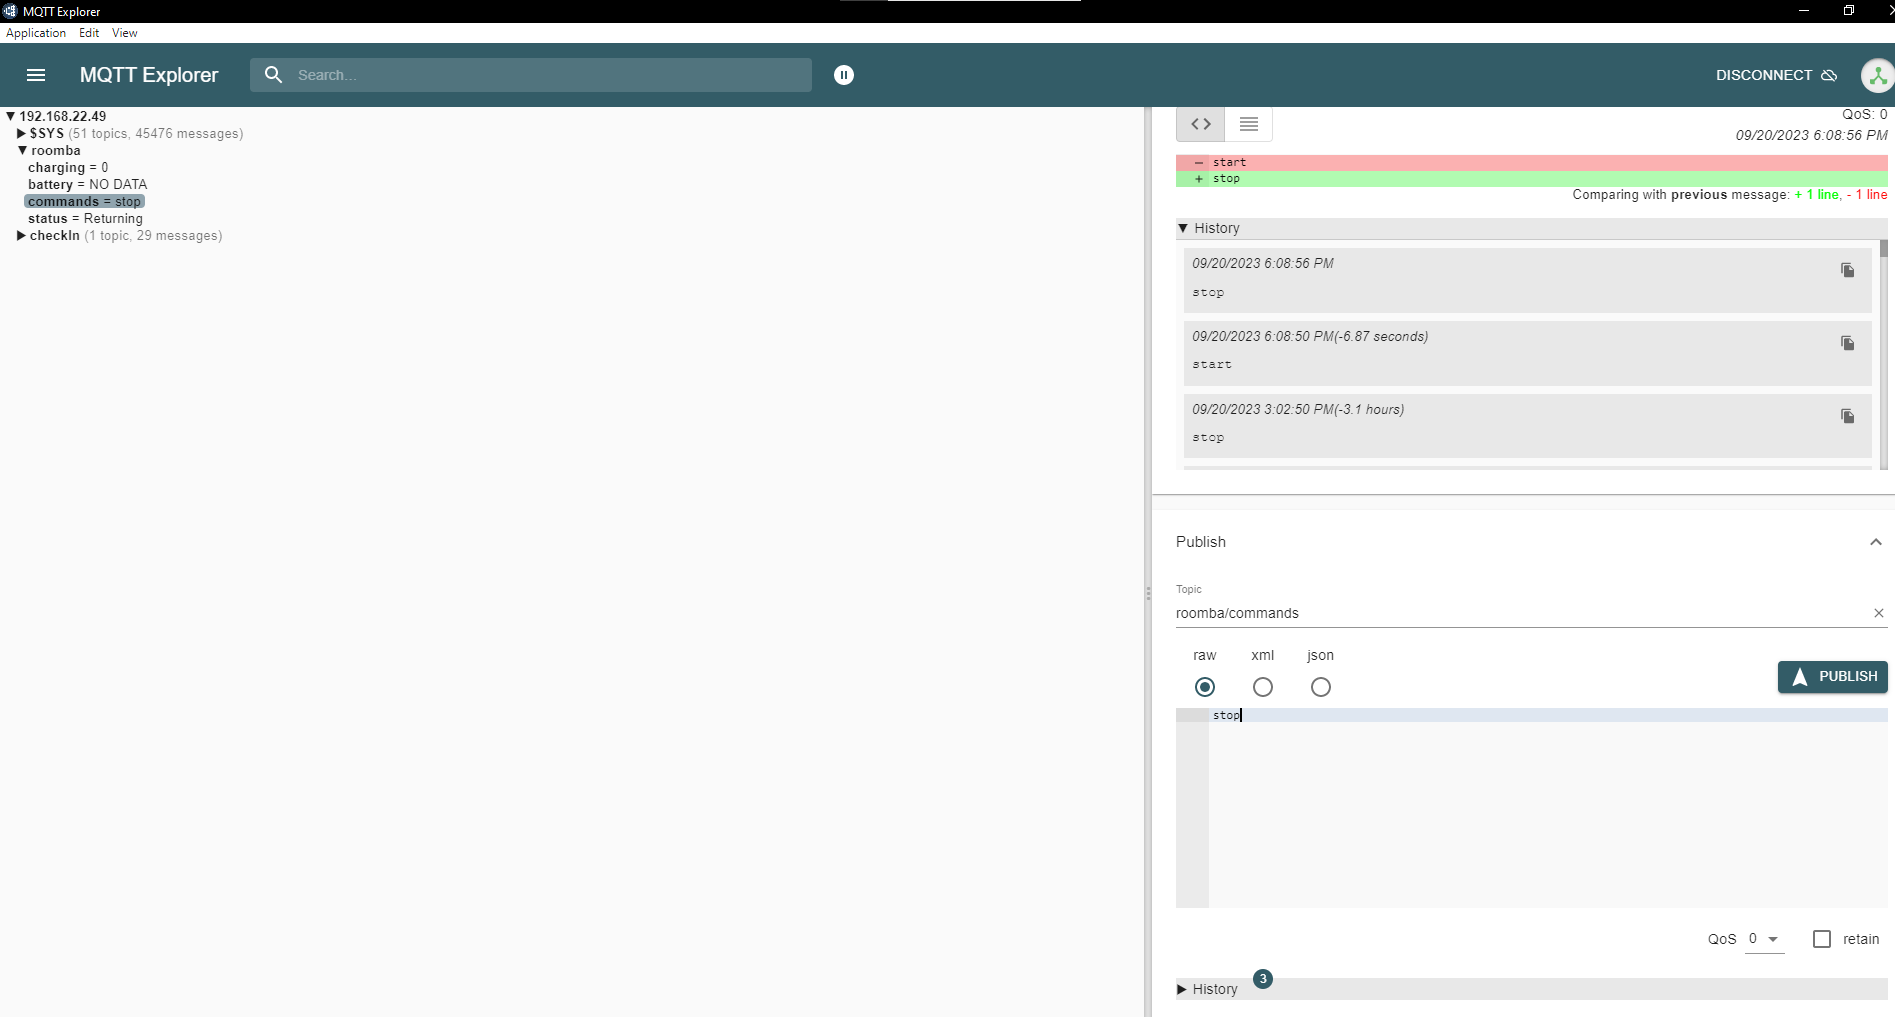 MQTT Explorer
Application Edit View
MQTT Explorer
Search...
DISCONNECT
▼ 192.168.22.49
▶ $SYS (51 topics, 45476 messages)
▼ roomba
charging = 0
battery = NO DATA
commands = stop
status = Returning
▶ checkIn (1 topic, 29 messages)
QoS: 0
09/20/2023 6:08:56 PM
- start
+ stop
Comparing with previous message: + 1 line, - 1 line
▼ History
09/20/2023 6:08:56 PM
stop
09/20/2023 6:08:50 PM(-6.87 seconds)
start
09/20/2023 3:02:50 PM(-3.1 hours)
stop
Publish
Topic
roomba/commands
raw xml json
PUBLISH
stop
QoS 0 retain
▶ History 3